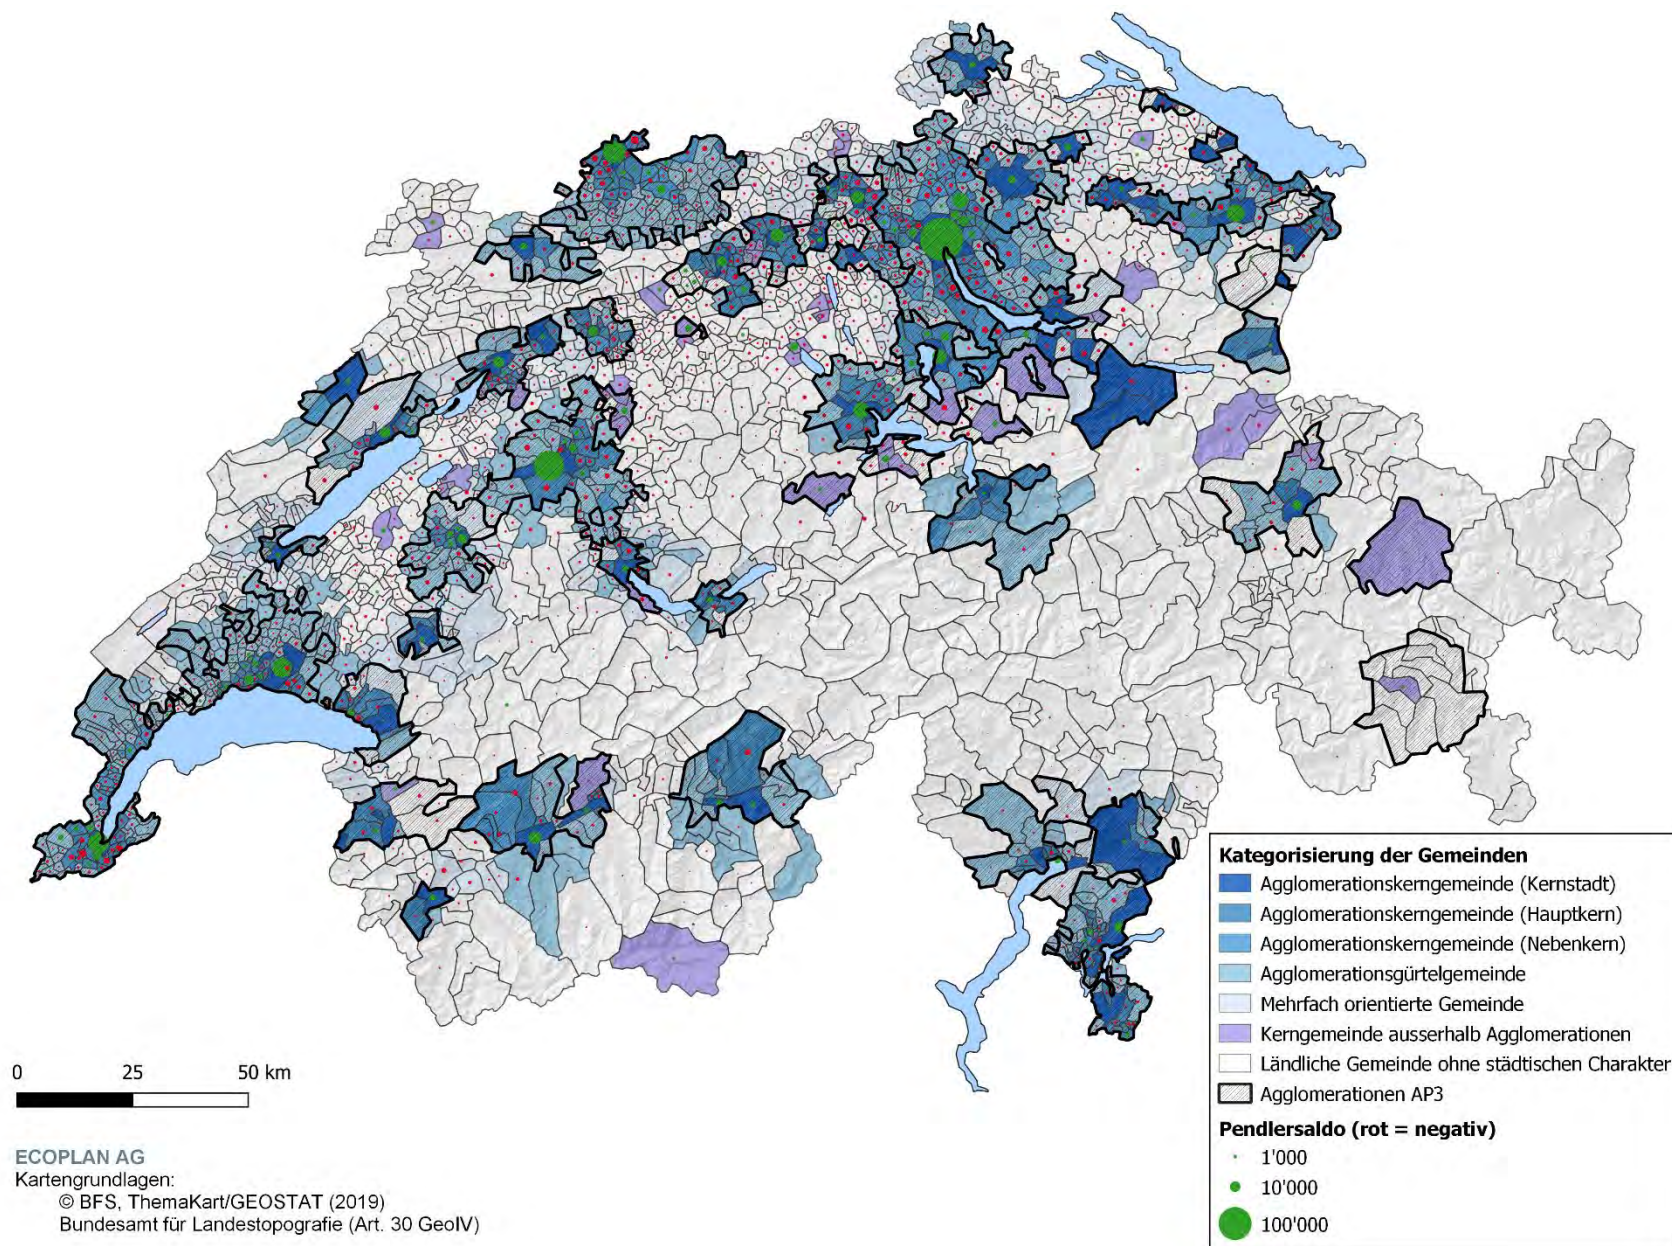 Kategorisierung der Gemeinden
Agglomerationskerngemeinde (Kernstadt)
Agglomerationskerngemeinde (Hauptkern)
Agglomerationskerngemeinde (Nebenkern)
Agglomerationsgürtelgemeinde
Mehrfach orientierte Gemeinde
Kerngemeinde ausserhalb Agglomerationen
Ländliche Gemeinde ohne städtischen Charakter
Agglomerationen AP3
Pendlersaldo (rot = negativ)
1'000
10'000
100'000
0 25 50 km
ECOPLAN AG
Kartengrundlagen:
© BFS, ThemaKart/GEOSTAT (2019)
Bundesamt für Landestopografie (Art. 30 GeoIV)